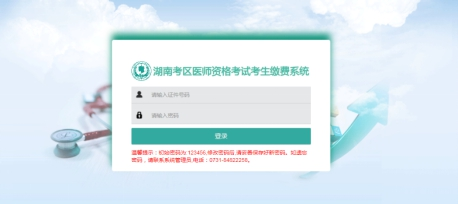 湖南考区医师资格考试考生缴费系统
请输入证件号码
请输入密码
登录
温馨提示：初始密码为 123456,修改密码后,请妥善保存好新密码。如遗忘
密码，请联系系统管理员 电话：0731-84822259。